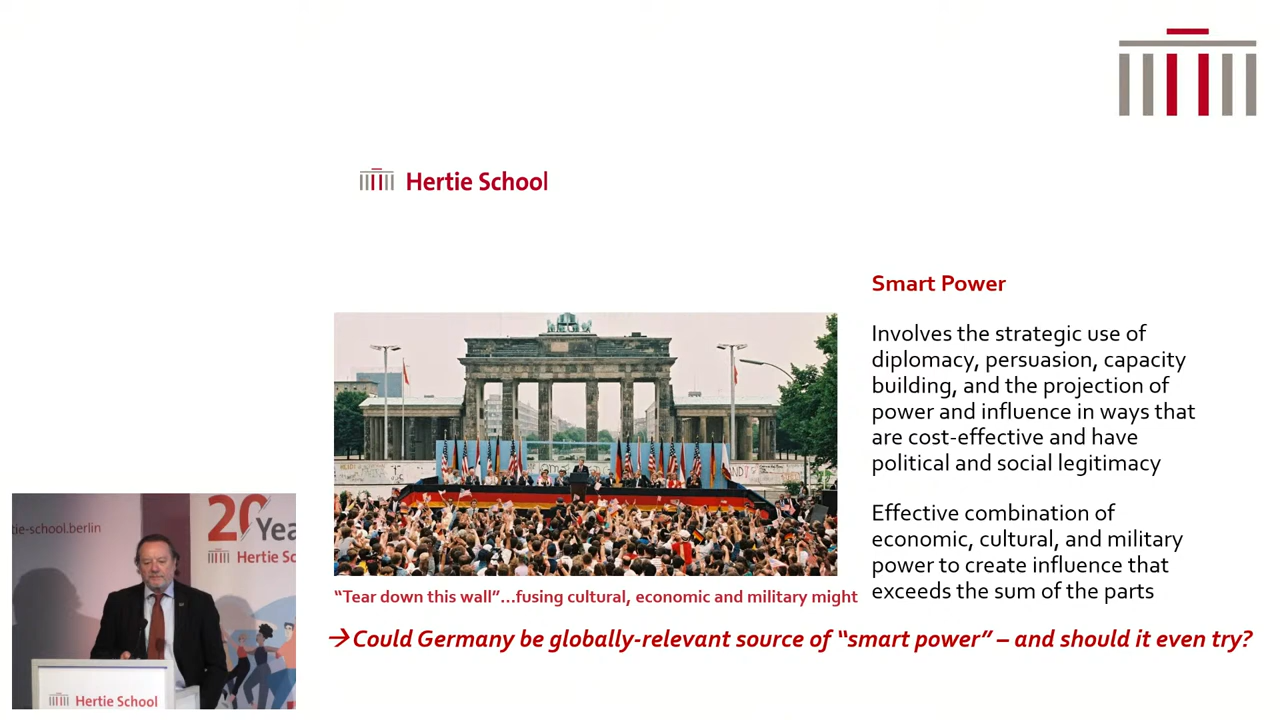 Hertie School
Smart Power
Involves the strategic use of
diplomacy, persuasion, capacity
building, and the projection of
power and influence in ways that
are cost-effective and have
political and social legitimacy
Effective combination of
economic, cultural, and military
power to create influence that
exceeds the sum of the parts
“Tear down this wall”...fusing cultural, economic and military might
→Could Germany be globally-relevant source of “smart power” – and should it even try?
tie-school.berlin
20 Yea
Hertie Sc
Hertie School